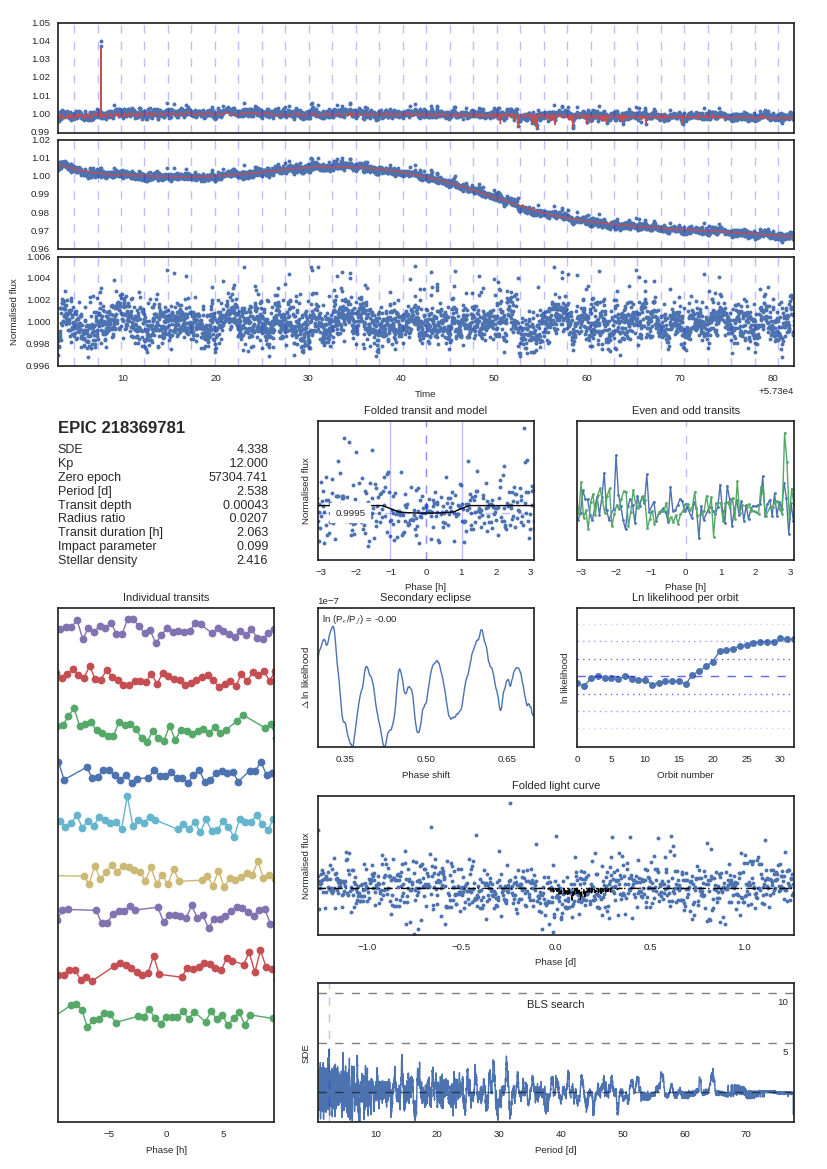 1.05
1.04
1.03
1.02
1.01
1.00
0.99
1.02
1.01
1.00
0.99
0.98
0.97
0.96
1.006
1.004
1.002
1.000
0.998
0.996
Normalised flux
10 20 30 40 50 60 70 80
Time
+5.73e4
EPIC 218369781
SDE 4.338
Kp 12.000
Zero epoch 57304.741
Period [d] 2.538
Transit depth 0.00043
Radius ratio 0.0207
Transit duration [h] 2.063
Impact parameter 0.099
Stellar density 2.416
Folded transit and model
Normalised flux
0.9995
−3 −2 −1 0 1 2 3
Phase [h]
Even and odd transits
−3 −2 −1 0 1 2 3
Phase [h]
Individual transits
−5 0 5
Phase [h]
Secondary eclipse
1e−7
ln (Pₑ/P𝒇) = -0.00
Δ ln likelihood
0.35 0.50 0.65
Phase shift
Ln likelihood per orbit
ln likelihood
0 5 10 15 20 25 30
Orbit number
Folded light curve
Normalised flux
−1.0 −0.5 0.0 0.5 1.0
Phase [d]
BLS search
10
5
SDE
10 20 30 40 50 60 70
Period [d]